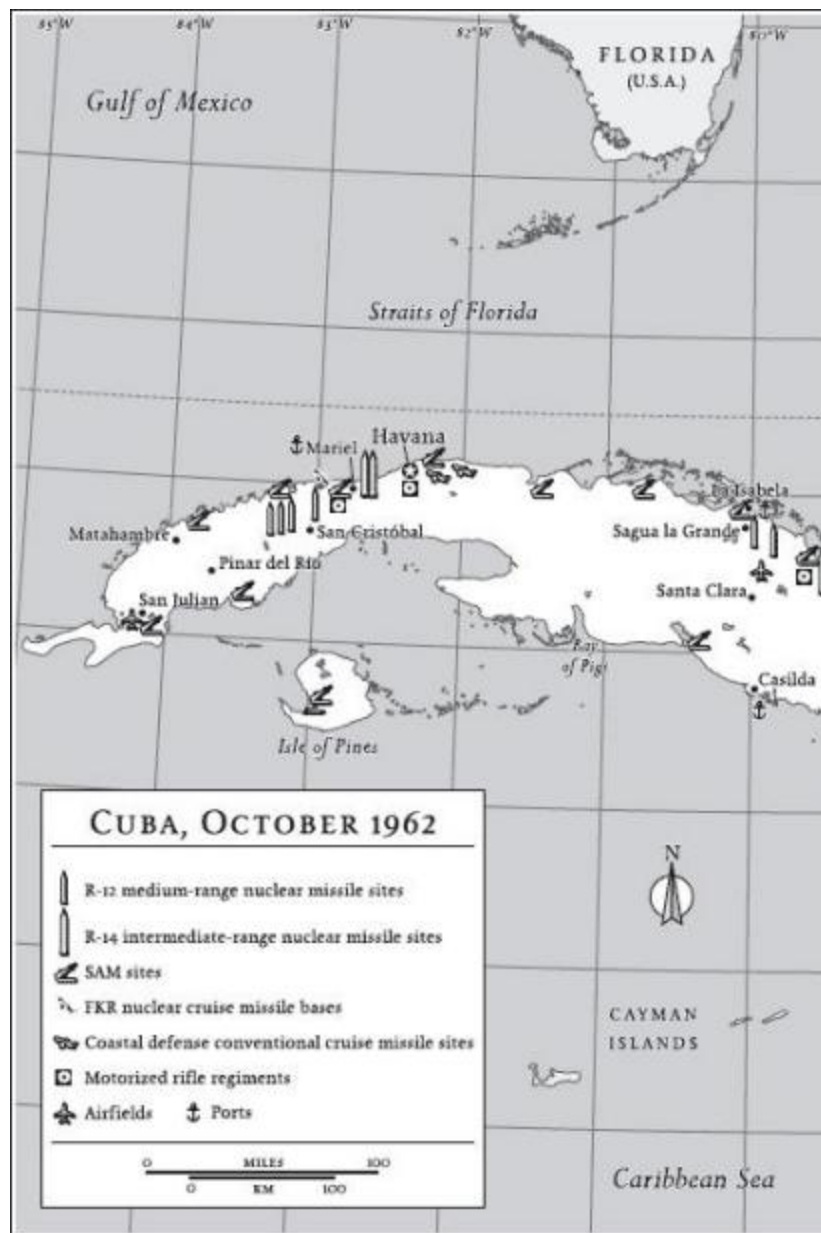 85°W 84°W 83°W 82°W 80°W
FLORIDA
(U.S.A.)
Gulf of Mexico
Straits of Florida
Havana
Mariel
La Isabela
Matahambre
San Cristóbal
Sagua la Grande
Pinar del Río
San Julian
Santa Clara
Bay
of Pigs
Casilda
Isle of Pines
CUBA, OCTOBER 1962
R-12 medium-range nuclear missile sites
R-14 intermediate-range nuclear missile sites
SAM sites
FKR nuclear cruise missile bases
Coastal defense conventional cruise missile sites
Motorized rifle regiments
Airfields Ports
0 MILES 100
0 KM 100
N
CAYMAN
ISLANDS
Caribbean Sea